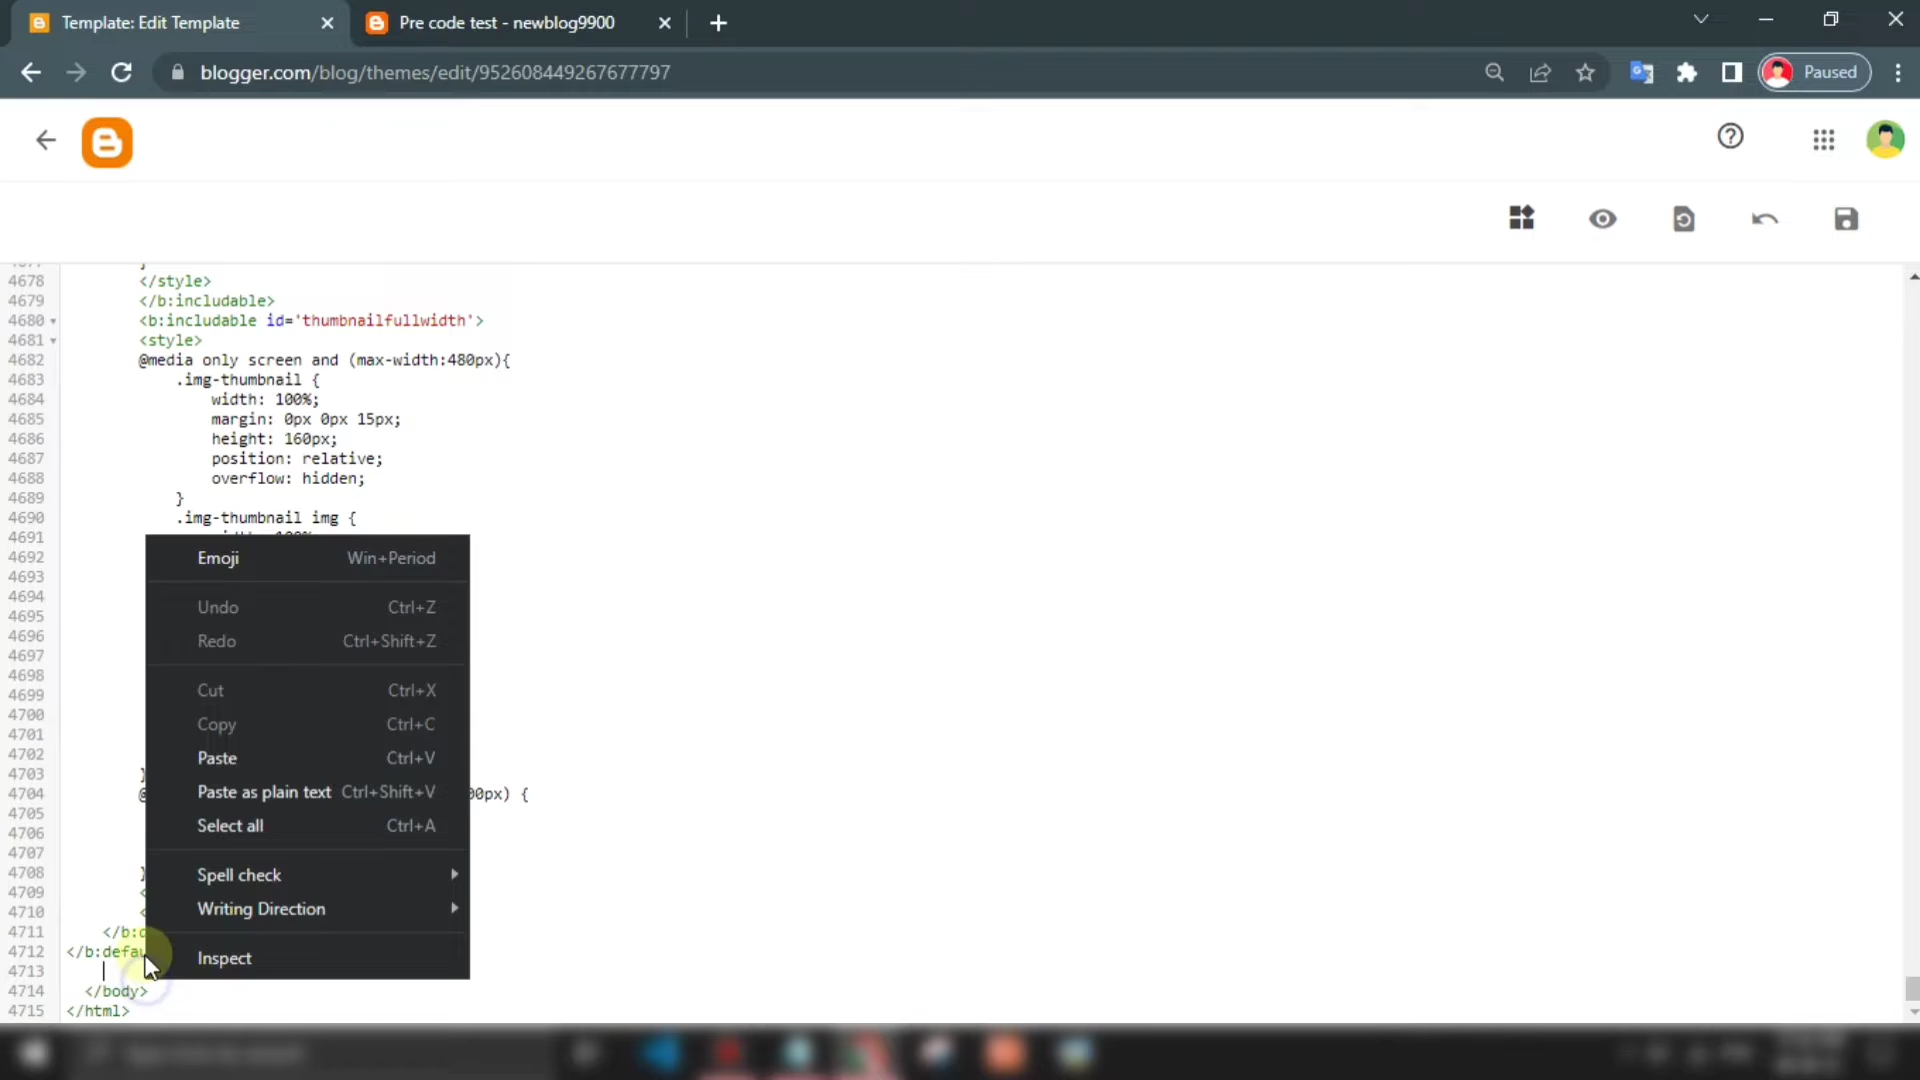 Template: Edit Template
Pre code test - newblog9900
blogger.com/blog/themes/edit/952608449267677797
Paused
4678 </style>
4679 </b:includable>
4680 <b:includable id='thumbnailfullwidth'>
4681 <style>
4682 @media only screen and (max-width:480px){
4683 .img-thumbnail {
4684 width: 100%;
4685 margin: 0px 0px 15px;
4686 height: 160px;
4687 position: relative;
4688 overflow: hidden;
4689 }
4690 .img-thumbnail img {
4691
4692
4693
4694
4695
4696
4697
4698
4699
4700
4701
4702
4703 }
4704 @ 00px) {
4705
4706
4707
4708 }
4709 <
4710 <
4711 </b:d
4712 </b:defau
4713
4714 </body>
4715 </html>
Emoji Win+Period
Undo Ctrl+Z
Redo Ctrl+Shift+Z
Cut Ctrl+X
Copy Ctrl+C
Paste Ctrl+V
Paste as plain text Ctrl+Shift+V
Select all Ctrl+A
Spell check
Writing Direction
Inspect